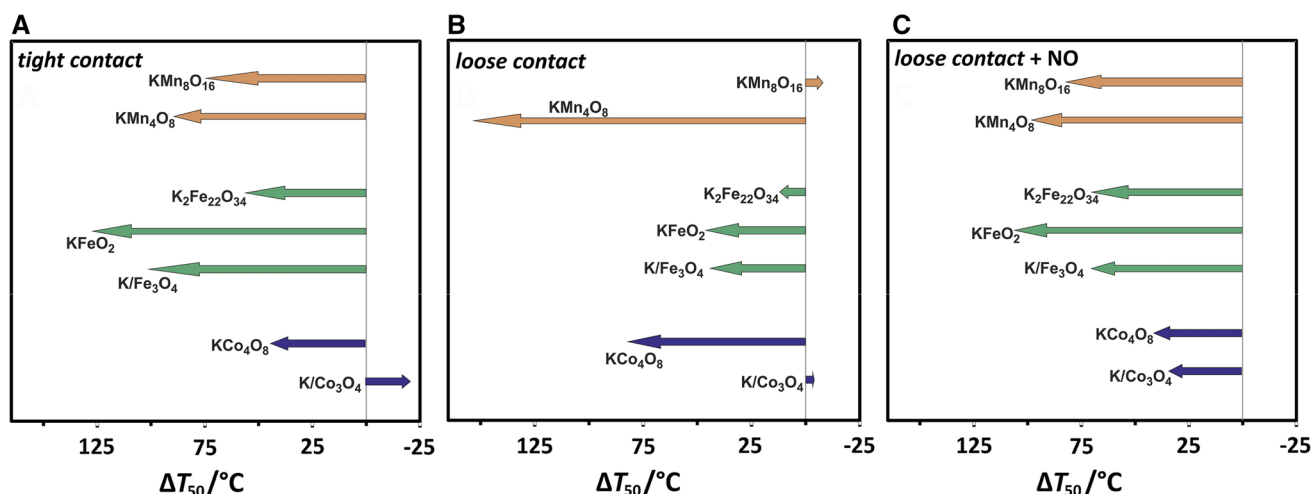 A
tight contact
KMn₈O₁₆
KMn₄O₈
K₂Fe₂₂O₃₄
KFeO₂
K/Fe₃O₄
KCo₄O₈
K/Co₃O₄
125 75 25 -25
ΔT₅₀/°C
B
loose contact
KMn₈O₁₆
KMn₄O₈
K₂Fe₂₂O₃₄
KFeO₂
K/Fe₃O₄
KCo₄O₈
K/Co₃O₄
125 75 25 -25
ΔT₅₀/°C
C
loose contact + NO
KMn₈O₁₆
KMn₄O₈
K₂Fe₂₂O₃₄
KFeO₂
K/Fe₃O₄
KCo₄O₈
K/Co₃O₄
125 75 25 -25
ΔT₅₀/°C